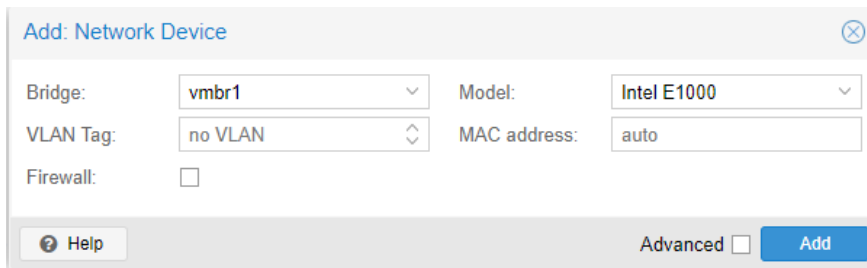 Add: Network Device
Bridge: vmbr1 Model: Intel E1000
VLAN Tag: no VLAN MAC address: auto
Firewall:
Help Advanced Add